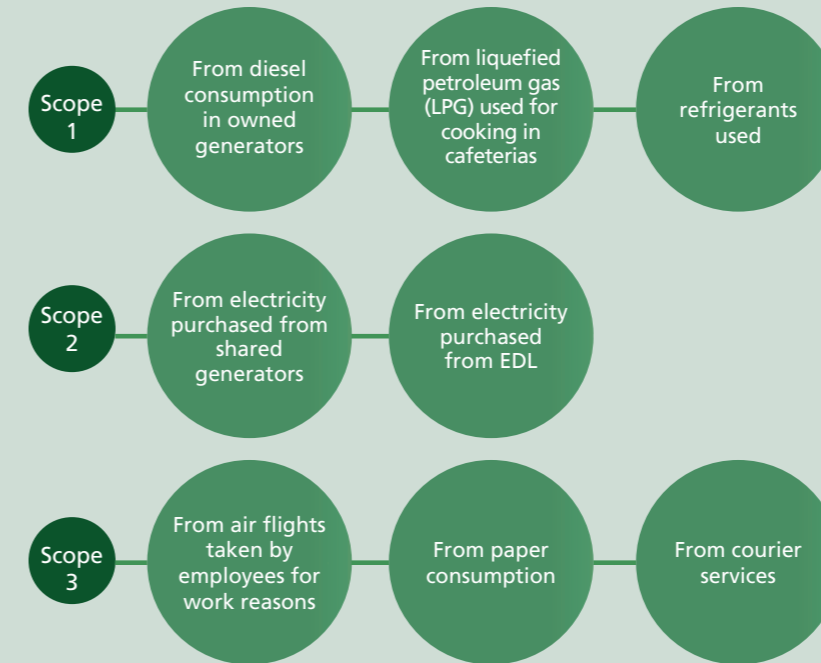 Scope
1
From diesel
consumption
in owned
generators
From liquefied
petroleum gas
(LPG) used for
cooking in
cafeterias
From
refrigerants
used
Scope
2
From electricity
purchased from
shared
generators
From electricity
purchased
from EDL
Scope
3
From air flights
taken by
employees for
work reasons
From paper
consumption
From courier
services